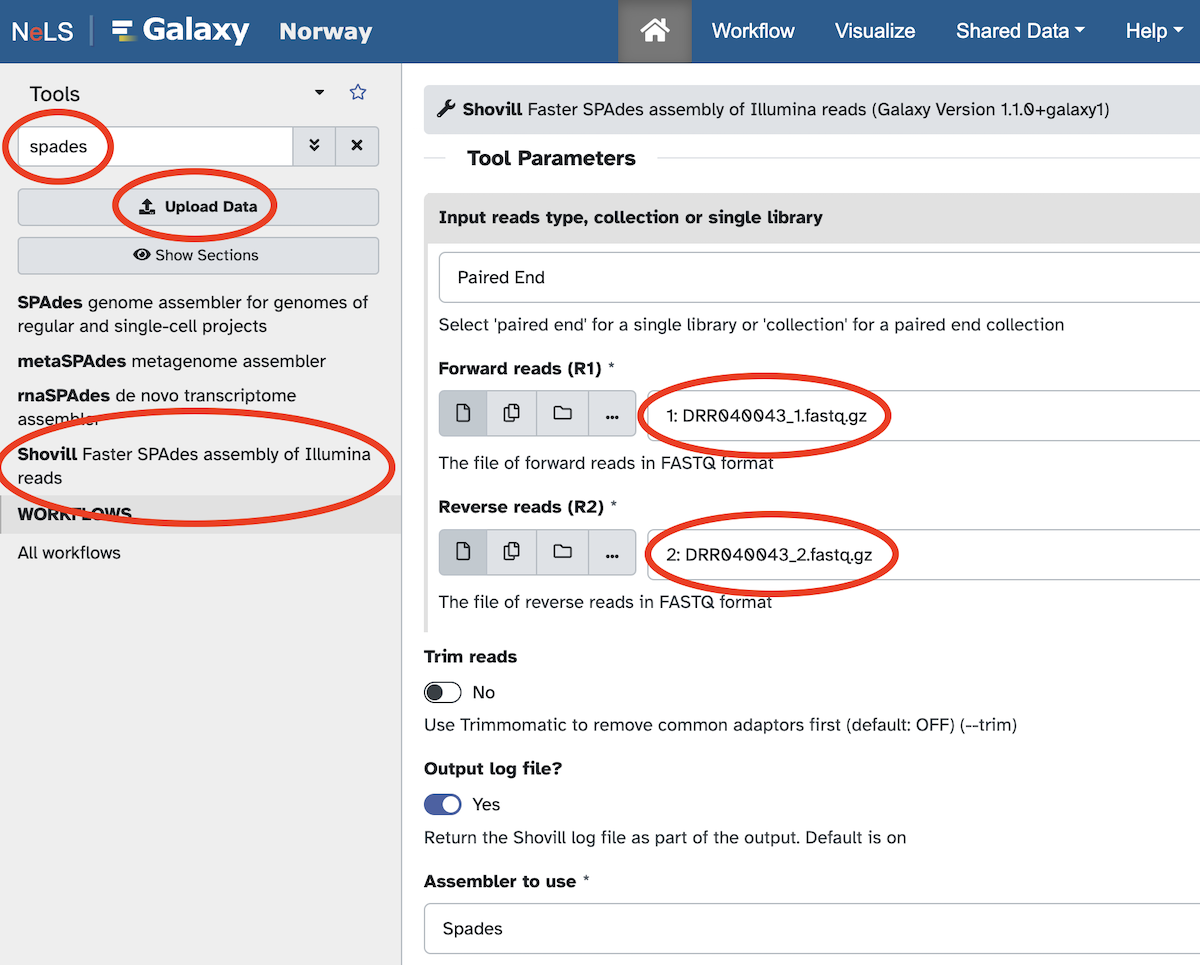 NeLS Galaxy Norway Workflow Visualize Shared Data Help
Tools
spades
Upload Data
Show Sections
SPAdes genome assembler for genomes of
regular and single-cell projects
metaSPAdes metagenome assembler
rnaSPAdes de novo transcriptome
assembler
Shovill Faster SPAdes assembly of Illumina
reads
WORKFLOWS
All workflows
Shovill Faster SPAdes assembly of Illumina reads (Galaxy Version 1.1.0+galaxy1)
Tool Parameters
Input reads type, collection or single library
Paired End
Select 'paired end' for a single library or 'collection' for a paired end collection
Forward reads (R1) *
... 1: DRR040043_1.fastq.gz
The file of forward reads in FASTQ format
Reverse reads (R2) *
... 2: DRR040043_2.fastq.gz
The file of reverse reads in FASTQ format
Trim reads
No
Use Trimmomatic to remove common adaptors first (default: OFF) (--trim)
Output log file?
Yes
Return the Shovill log file as part of the output. Default is on
Assembler to use *
Spades